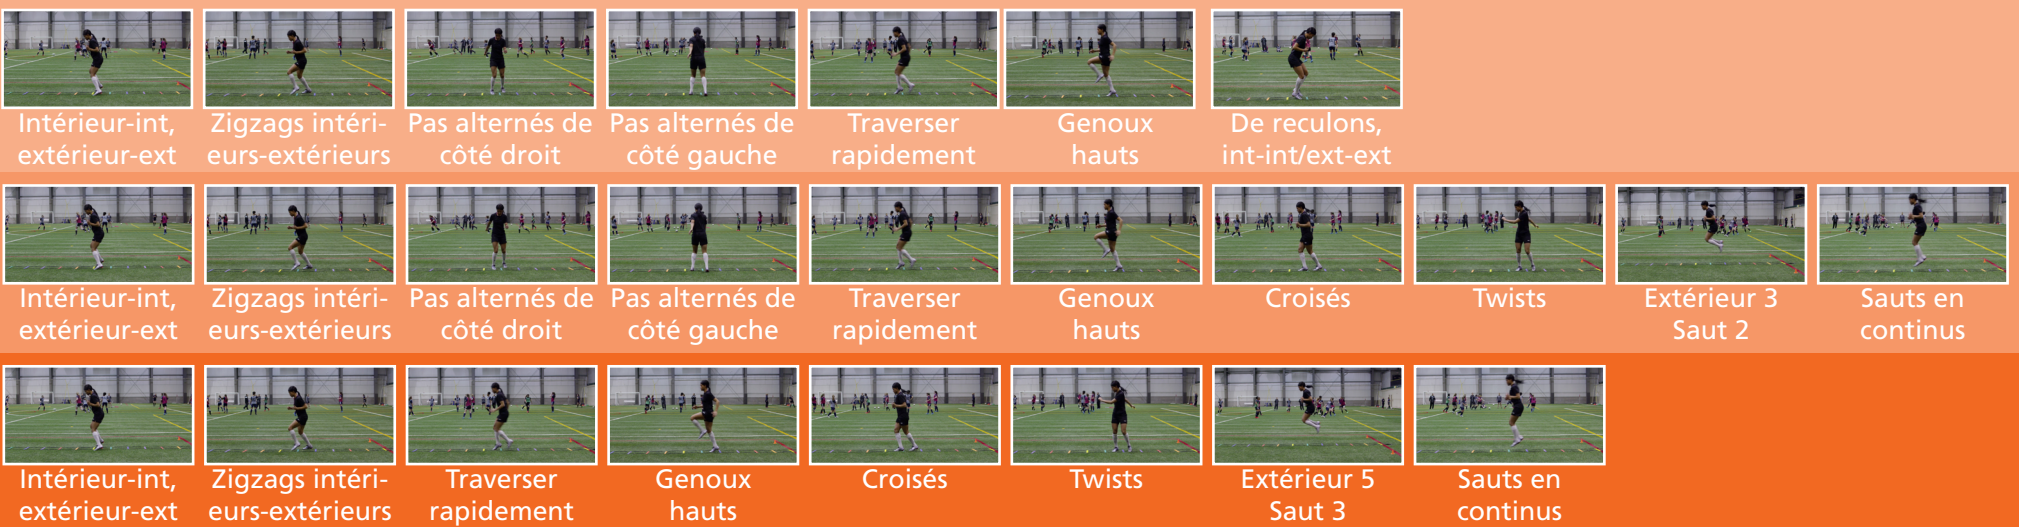 Intérieur-int,
extérieur-ext
Zigzags intéri-
eurs-extérieurs
Pas alternés de
côté droit
Pas alternés de
côté gauche
Traverser
rapidement
Genoux
hauts
De reculons,
int-int/ext-ext
Intérieur-int,
extérieur-ext
Zigzags intéri-
eurs-extérieurs
Pas alternés de
côté droit
Pas alternés de
côté gauche
Traverser
rapidement
Genoux
hauts
Croisés
Twists
Extérieur 3
Saut 2
Sauts en
continus
Intérieur-int,
extérieur-ext
Zigzags intéri-
eurs-extérieurs
Traverser
rapidement
Genoux
hauts
Croisés
Twists
Extérieur 5
Saut 3
Sauts en
continus